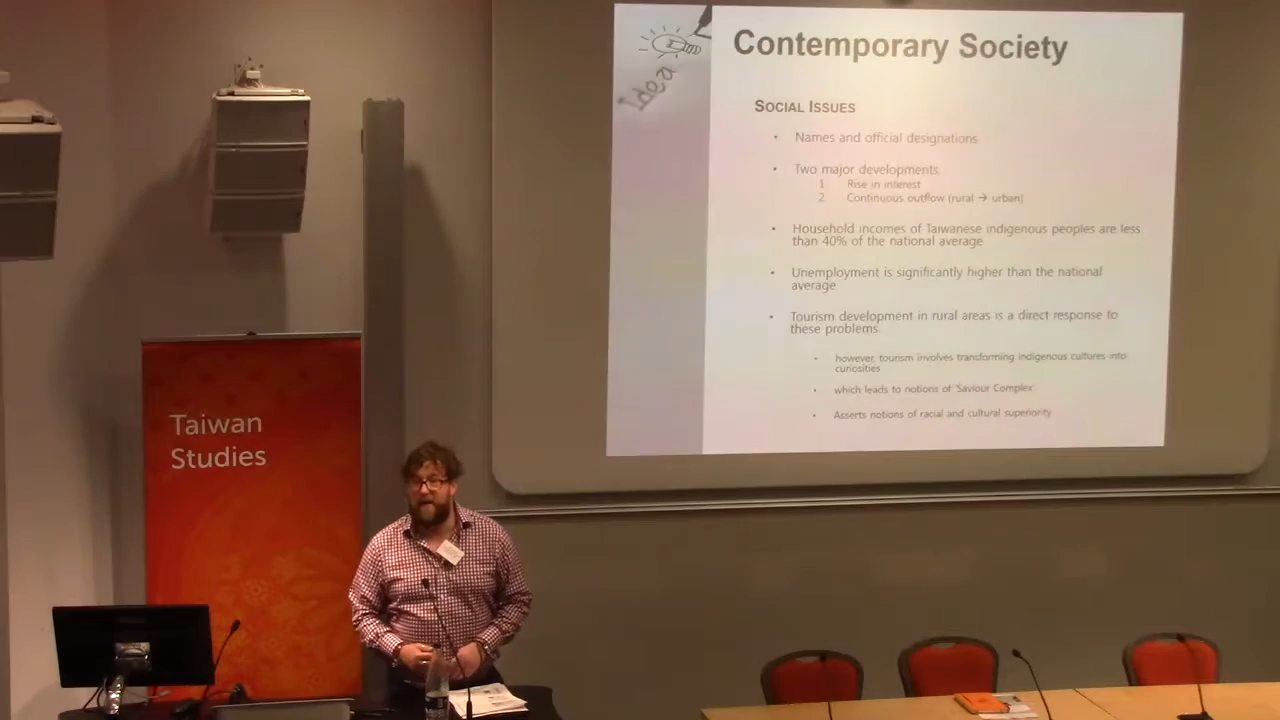 Idea
Contemporary Society
SOCIAL ISSUES
• Names and official designations
• Two major developments
1 Rise in interest
2 Continuous outflow (rural → urban)
• Household incomes of Taiwanese indigenous peoples are less
than 40% of the national average
• Unemployment is significantly higher than the national
average
• Tourism development in rural areas is a direct response to
these problems.
• however, tourism involves transforming indigenous cultures into
curiosities
• which leads to notions of 'Saviour Complex'
• Asserts notions of racial and cultural superiority
Taiwan
Studies